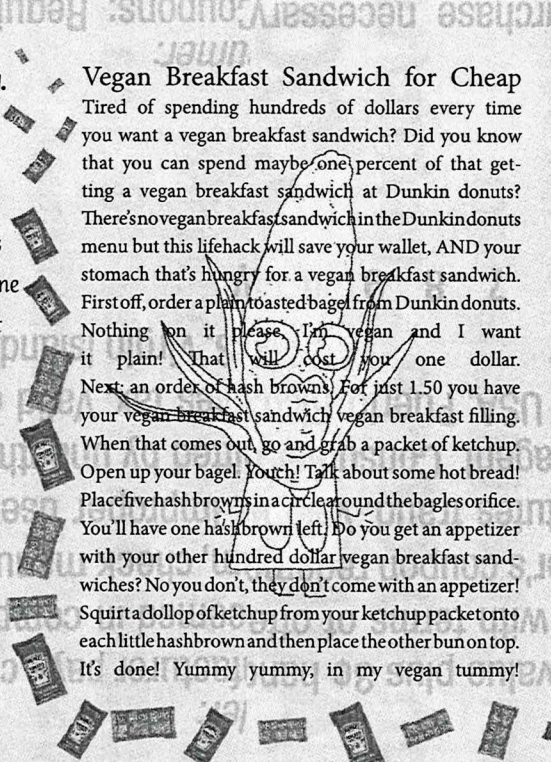 Vegan Breakfast Sandwich for Cheap
Tired of spending hundreds of dollars every time
you want a vegan breakfast sandwich? Did you know
that you can spend maybe one percent of that get-
ting a vegan breakfast sandwich at Dunkin donuts?
There's no vegan breakfast sandwich in the Dunkin donuts
menu but this lifehack will save your wallet, AND your
stomach that's hungry for a vegan breakfast sandwich.
First off, order a plain toasted bagel from Dunkin donuts.
Nothing on it please, I'm vegan and I want
it plain! That will cost you one dollar.
Next: an order of hash browns. For just 1.50 you have
your vegan breakfast sandwich vegan breakfast filling.
When that comes out, go and grab a packet of ketchup.
Open up your bagel. Youch! Talk about some hot bread!
Place five hash browns in a circle around the bagles orifice.
You'll have one hashbrown left. Do you get an appetizer
with your other hundred dollar vegan breakfast sand-
wiches? No you don't, they don't come with an appetizer!
Squirt a dollop of ketchup from your ketchup packet onto
each little hashbrown and then place the other bun on top.
It's done! Yummy yummy, in my vegan tummy!